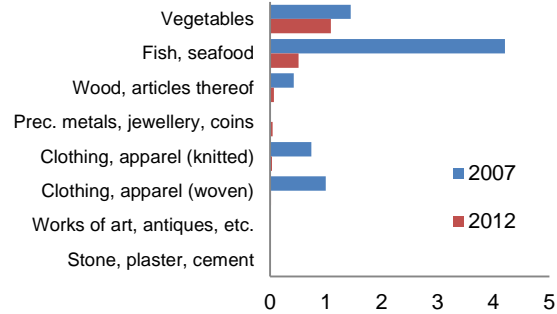 Vegetables
Fish, seafood
Wood, articles thereof
Prec. metals, jewellery, coins
Clothing, apparel (knitted)
Clothing, apparel (woven)
Works of art, antiques, etc.
Stone, plaster, cement
2007
2012
0 1 2 3 4 5